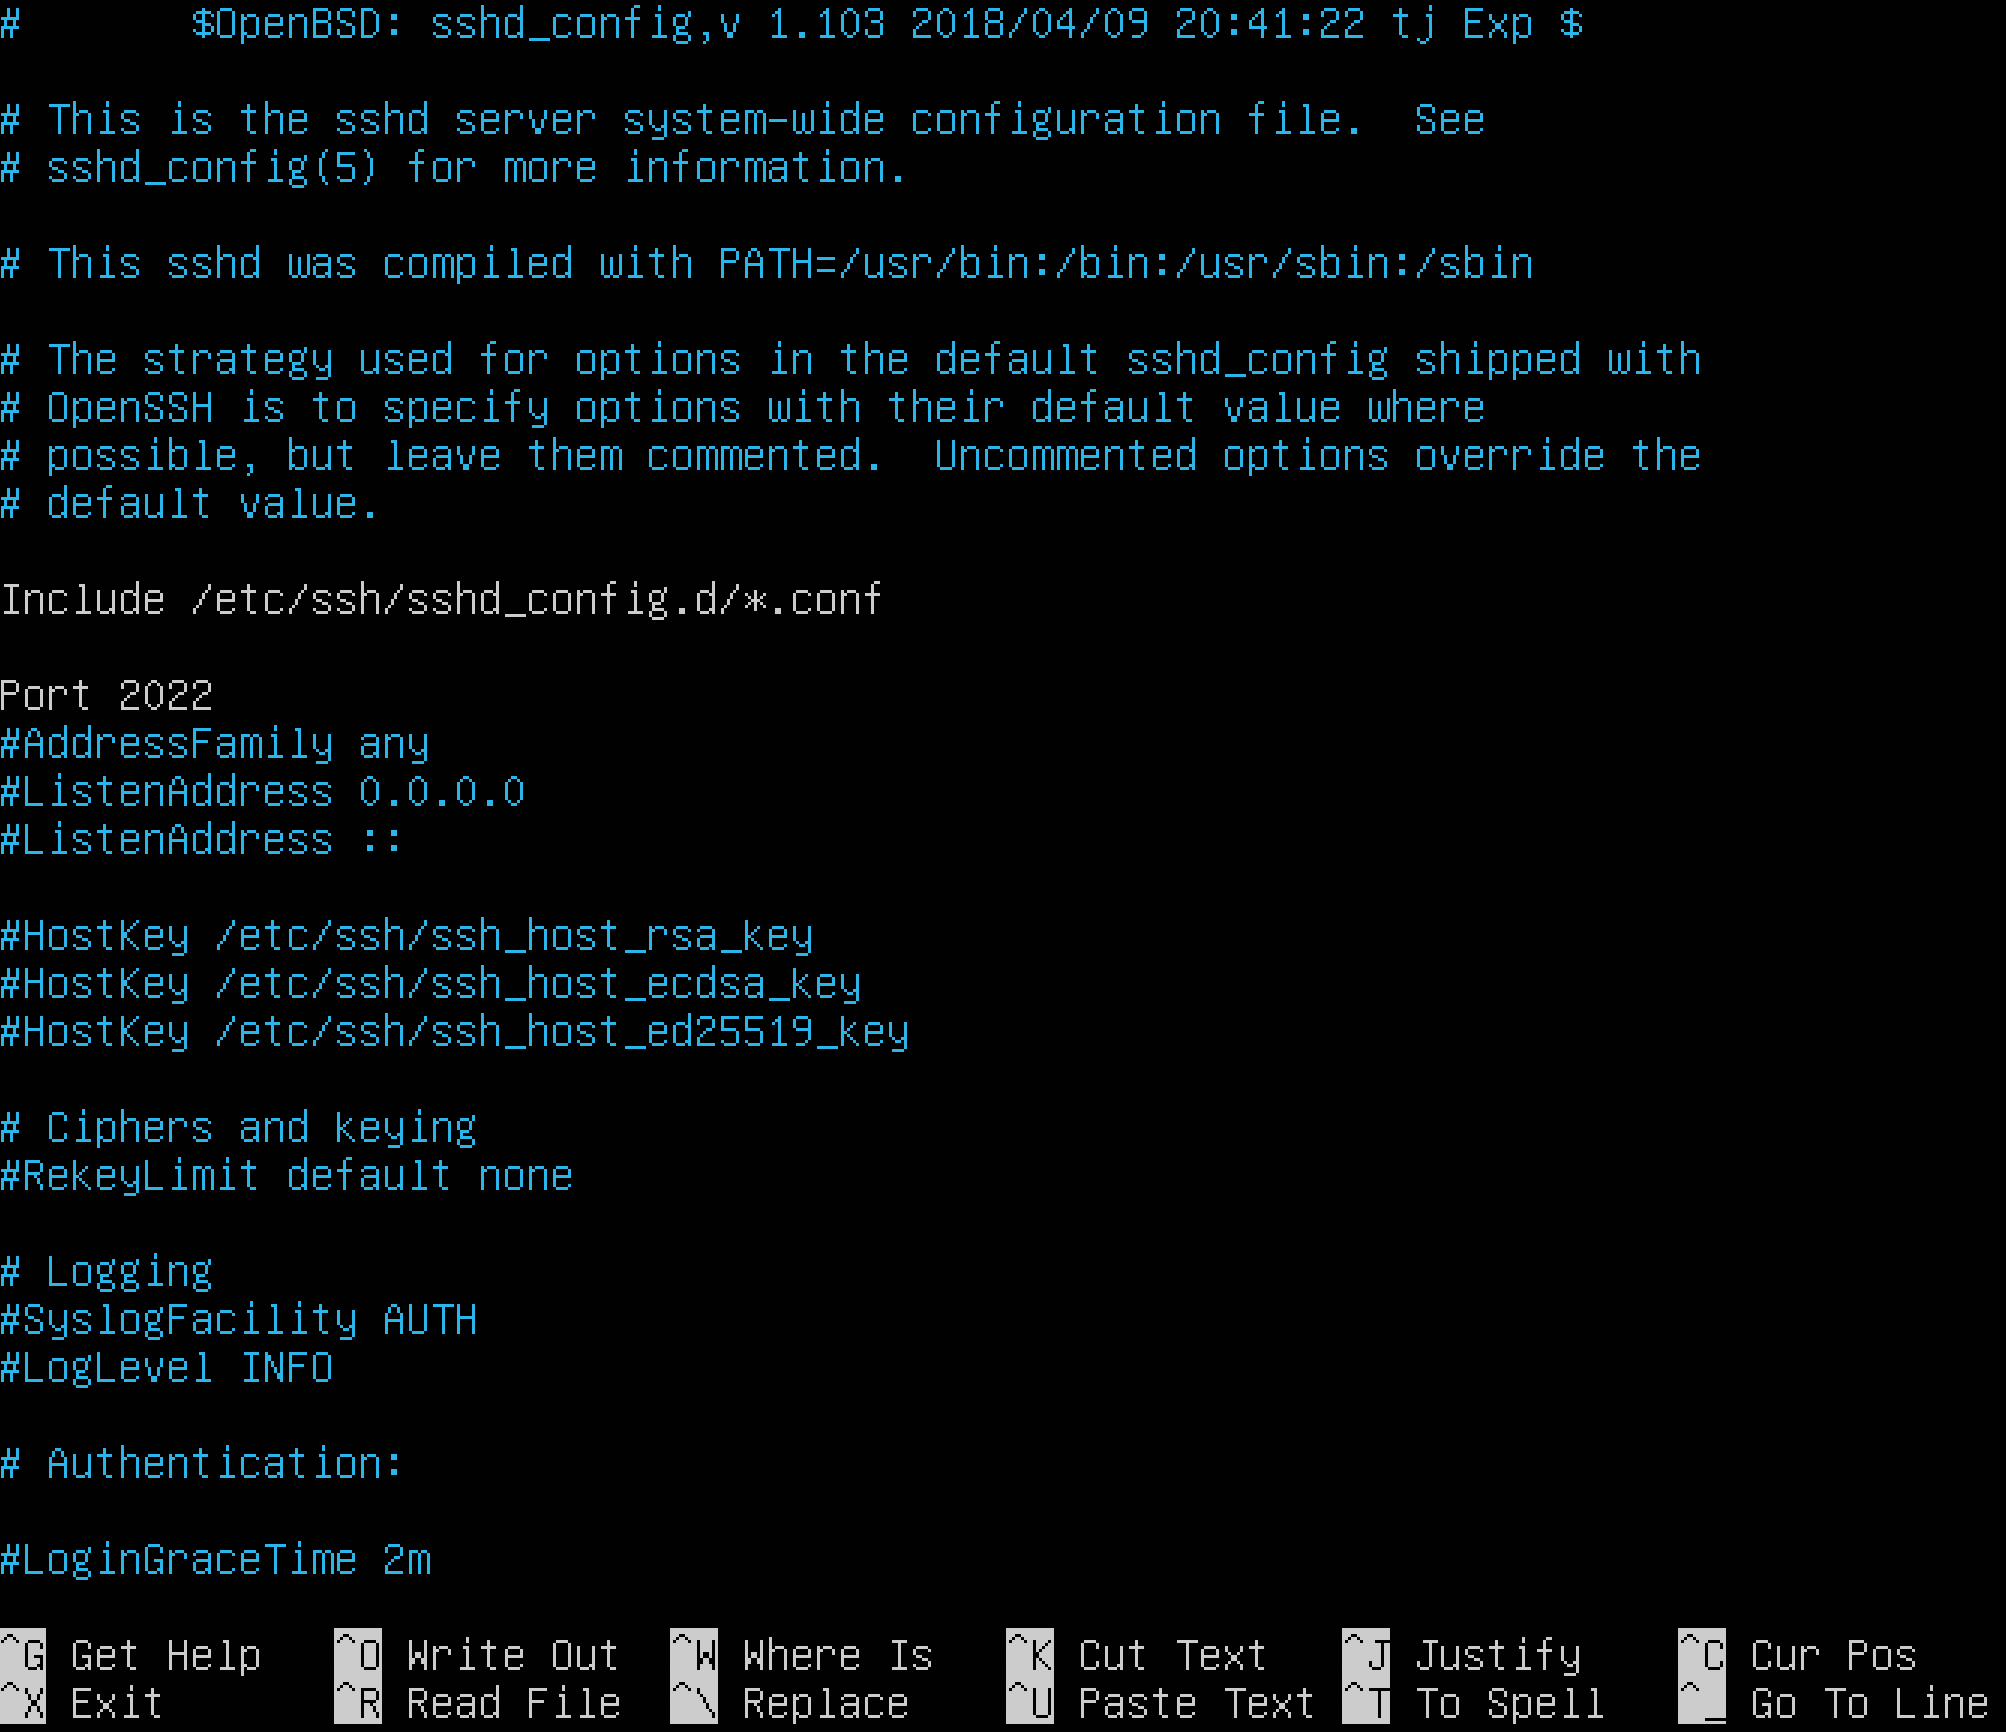 #       $OpenBSD: sshd_config,v 1.103 2018/04/09 20:41:22 tj Exp $
# This is the sshd server system-wide configuration file.  See
# sshd_config(5) for more information.
# This sshd was compiled with PATH=/usr/bin:/bin:/usr/sbin:/sbin
# The strategy used for options in the default sshd_config shipped with
# OpenSSH is to specify options with their default value where
# possible, but leave them commented.  Uncommented options override the
# default value.
Include /etc/ssh/sshd_config.d/*.conf
Port 2022
#AddressFamily any
#ListenAddress 0.0.0.0
#ListenAddress ::
#HostKey /etc/ssh/ssh_host_rsa_key
#HostKey /etc/ssh/ssh_host_ecdsa_key
#HostKey /etc/ssh/ssh_host_ed25519_key
# Ciphers and keying
#RekeyLimit default none
# Logging
#SyslogFacility AUTH
#LogLevel INFO
# Authentication:
#LoginGraceTime 2m
^G Get Help   ^O Write Out  ^W Where Is   ^K Cut Text   ^J Justify    ^C Cur Pos
^X Exit       ^R Read File  ^\ Replace    ^U Paste Text ^T To Spell   ^_ Go To Line